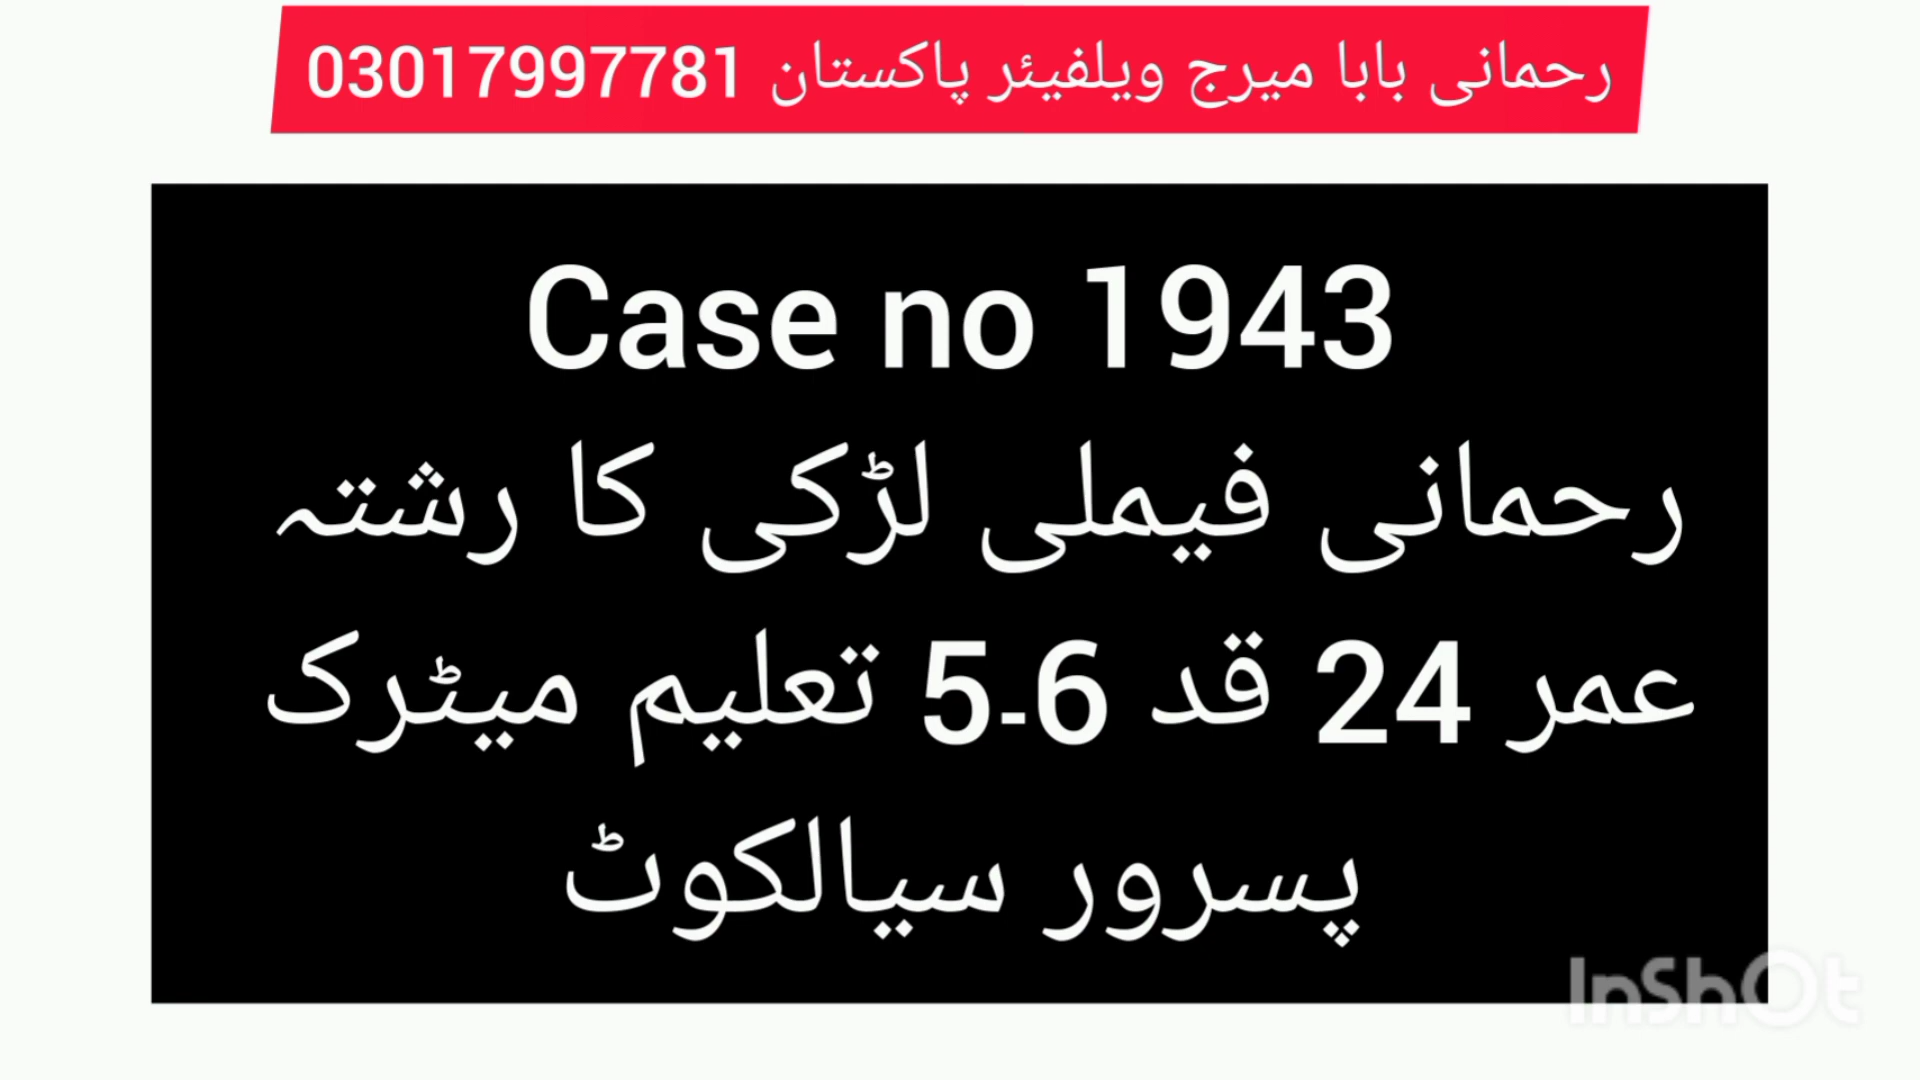 رحمانی بابا میرج ویلفیئر پاکستان 03017997781
Case no 1943
رحمانی فیملی لڑکی کا رشتہ
عمر 24 قد 6۔5 تعلیم میٹرک
پسرور سیالکوٹ
InShOt